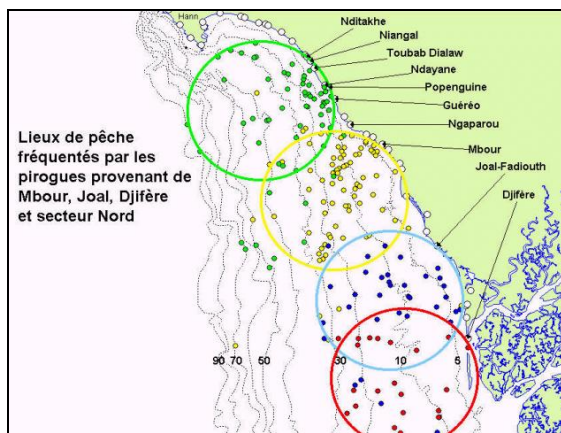 Hann
Nditakhe
Niangal
Toubab Dialaw
Ndayane
Popenguine
Guéréo
Ngaparou
Mbour
Joal-Fadiouth
Djifère
Lieux de pêche
fréquentés par les
pirogues provenant de
Mbour, Joal, Djifère
et secteur Nord
90 70 50 30 10 5